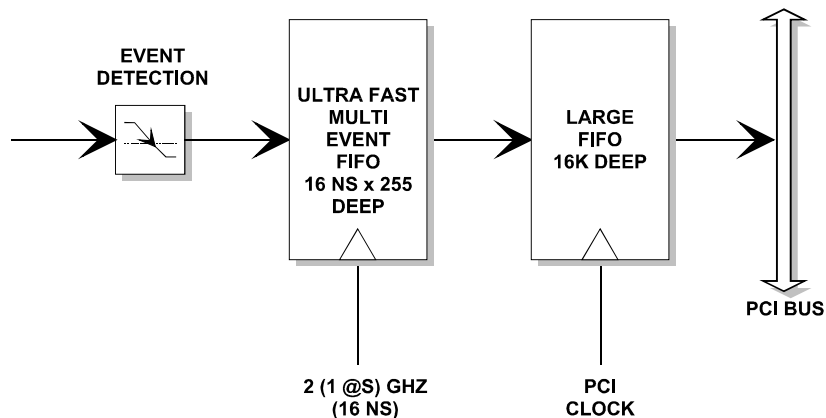 EVENT
DETECTION
ULTRA FAST
MULTI
EVENT
FIFO
16 NS x 255
DEEP
LARGE
FIFO
16K DEEP
PCI BUS
2 (1 @S) GHZ
(16 NS)
PCI
CLOCK